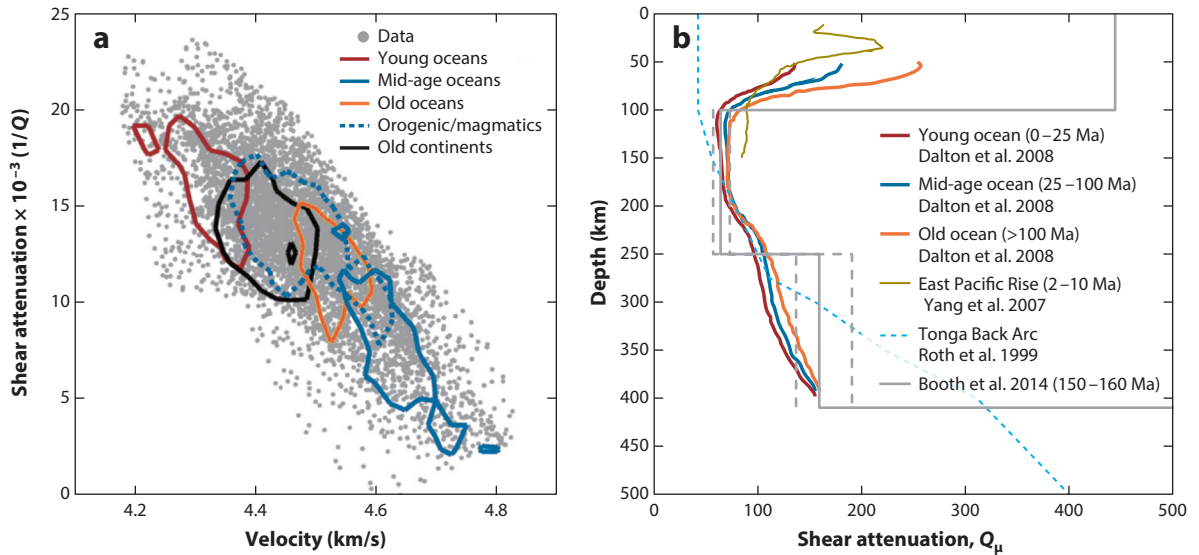 a
25
20
15
10
5
0
Shear attenuation × 10⁻³ (1/Q)
4.2
4.4
4.6
4.8
Velocity (km/s)
Data
Young oceans
Mid-age oceans
Old oceans
Orogenic/magmatics
Old continents
b
0
50
100
150
200
250
300
350
400
450
500
Depth (km)
0
100
200
300
400
500
Shear attenuation, Qμ
Young ocean (0–25 Ma)
Dalton et al. 2008
Mid-age ocean (25–100 Ma)
Dalton et al. 2008
Old ocean (>100 Ma)
Dalton et al. 2008
East Pacific Rise (2–10 Ma)
Yang et al. 2007
Tonga Back Arc
Roth et al. 1999
Booth et al. 2014 (150–160 Ma)